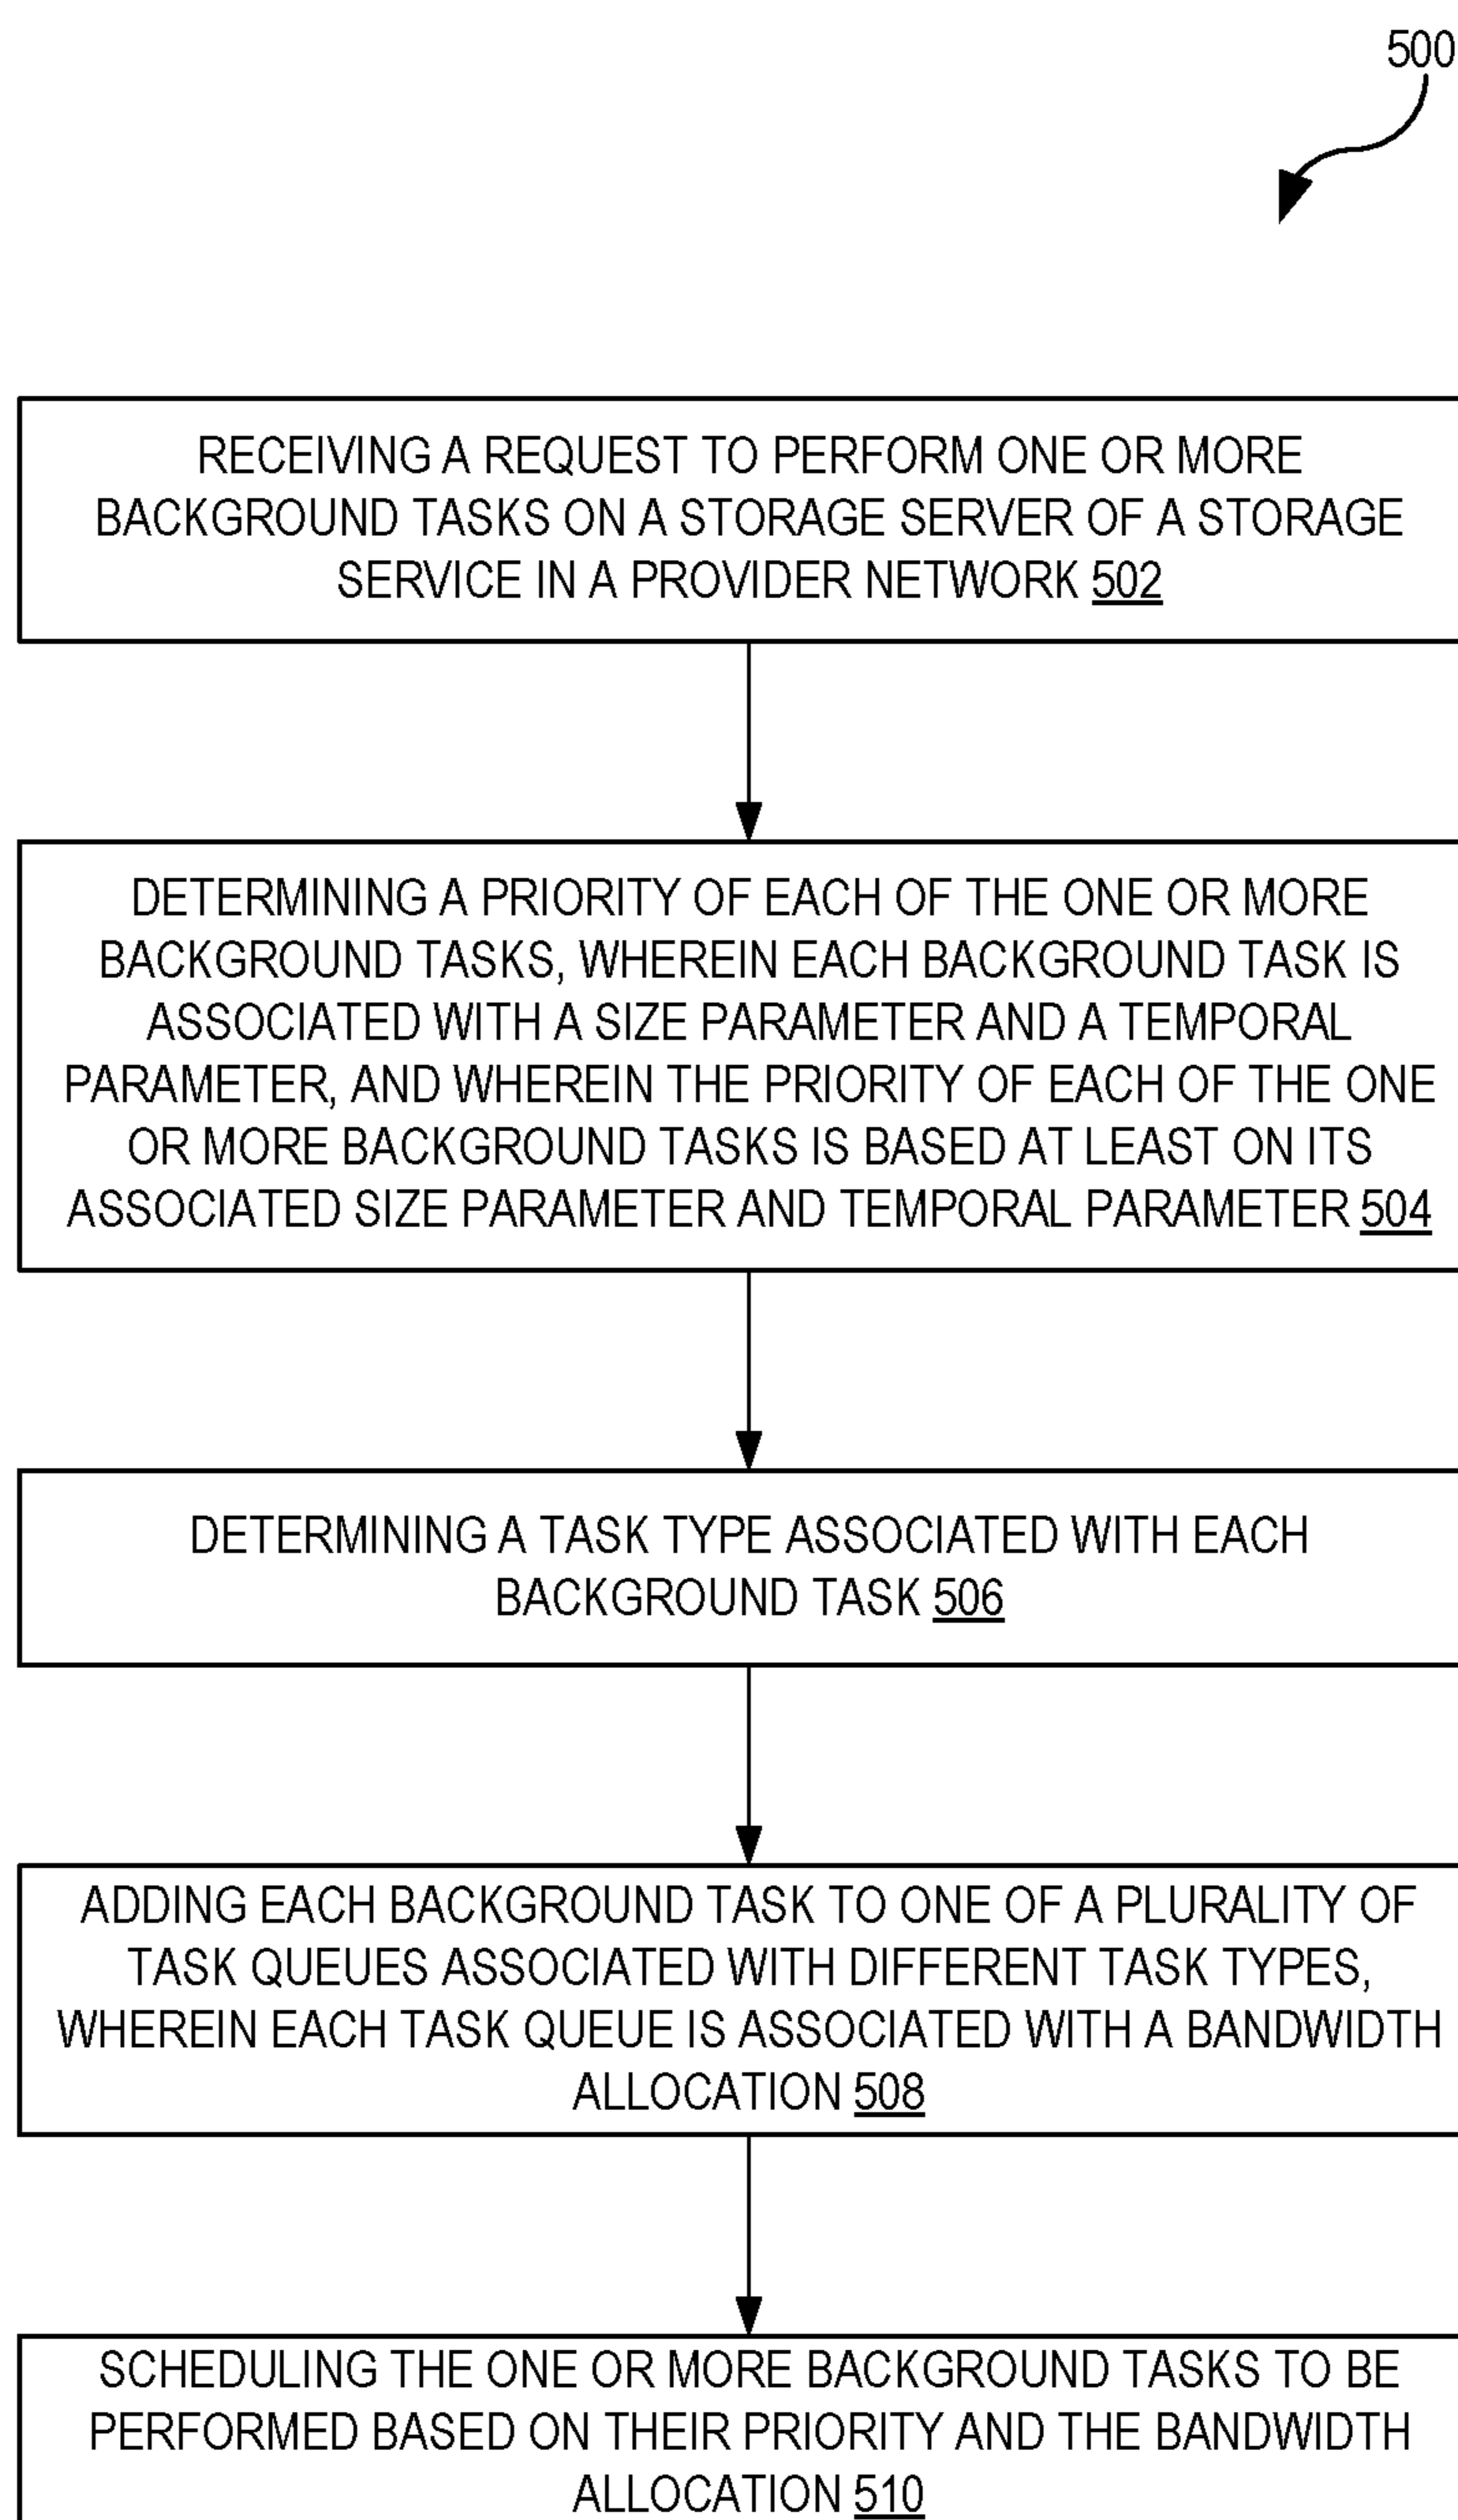 500
RECEIVING A REQUEST TO PERFORM ONE OR MORE
BACKGROUND TASKS ON A STORAGE SERVER OF A STORAGE
SERVICE IN A PROVIDER NETWORK 502
DETERMINING A PRIORITY OF EACH OF THE ONE OR MORE
BACKGROUND TASKS, WHEREIN EACH BACKGROUND TASK IS
ASSOCIATED WITH A SIZE PARAMETER AND A TEMPORAL
PARAMETER, AND WHEREIN THE PRIORITY OF EACH OF THE ONE
OR MORE BACKGROUND TASKS IS BASED AT LEAST ON ITS
ASSOCIATED SIZE PARAMETER AND TEMPORAL PARAMETER 504
DETERMINING A TASK TYPE ASSOCIATED WITH EACH
BACKGROUND TASK 506
ADDING EACH BACKGROUND TASK TO ONE OF A PLURALITY OF
TASK QUEUES ASSOCIATED WITH DIFFERENT TASK TYPES,
WHEREIN EACH TASK QUEUE IS ASSOCIATED WITH A BANDWIDTH
ALLOCATION 508
SCHEDULING THE ONE OR MORE BACKGROUND TASKS TO BE
PERFORMED BASED ON THEIR PRIORITY AND THE BANDWIDTH
ALLOCATION 510